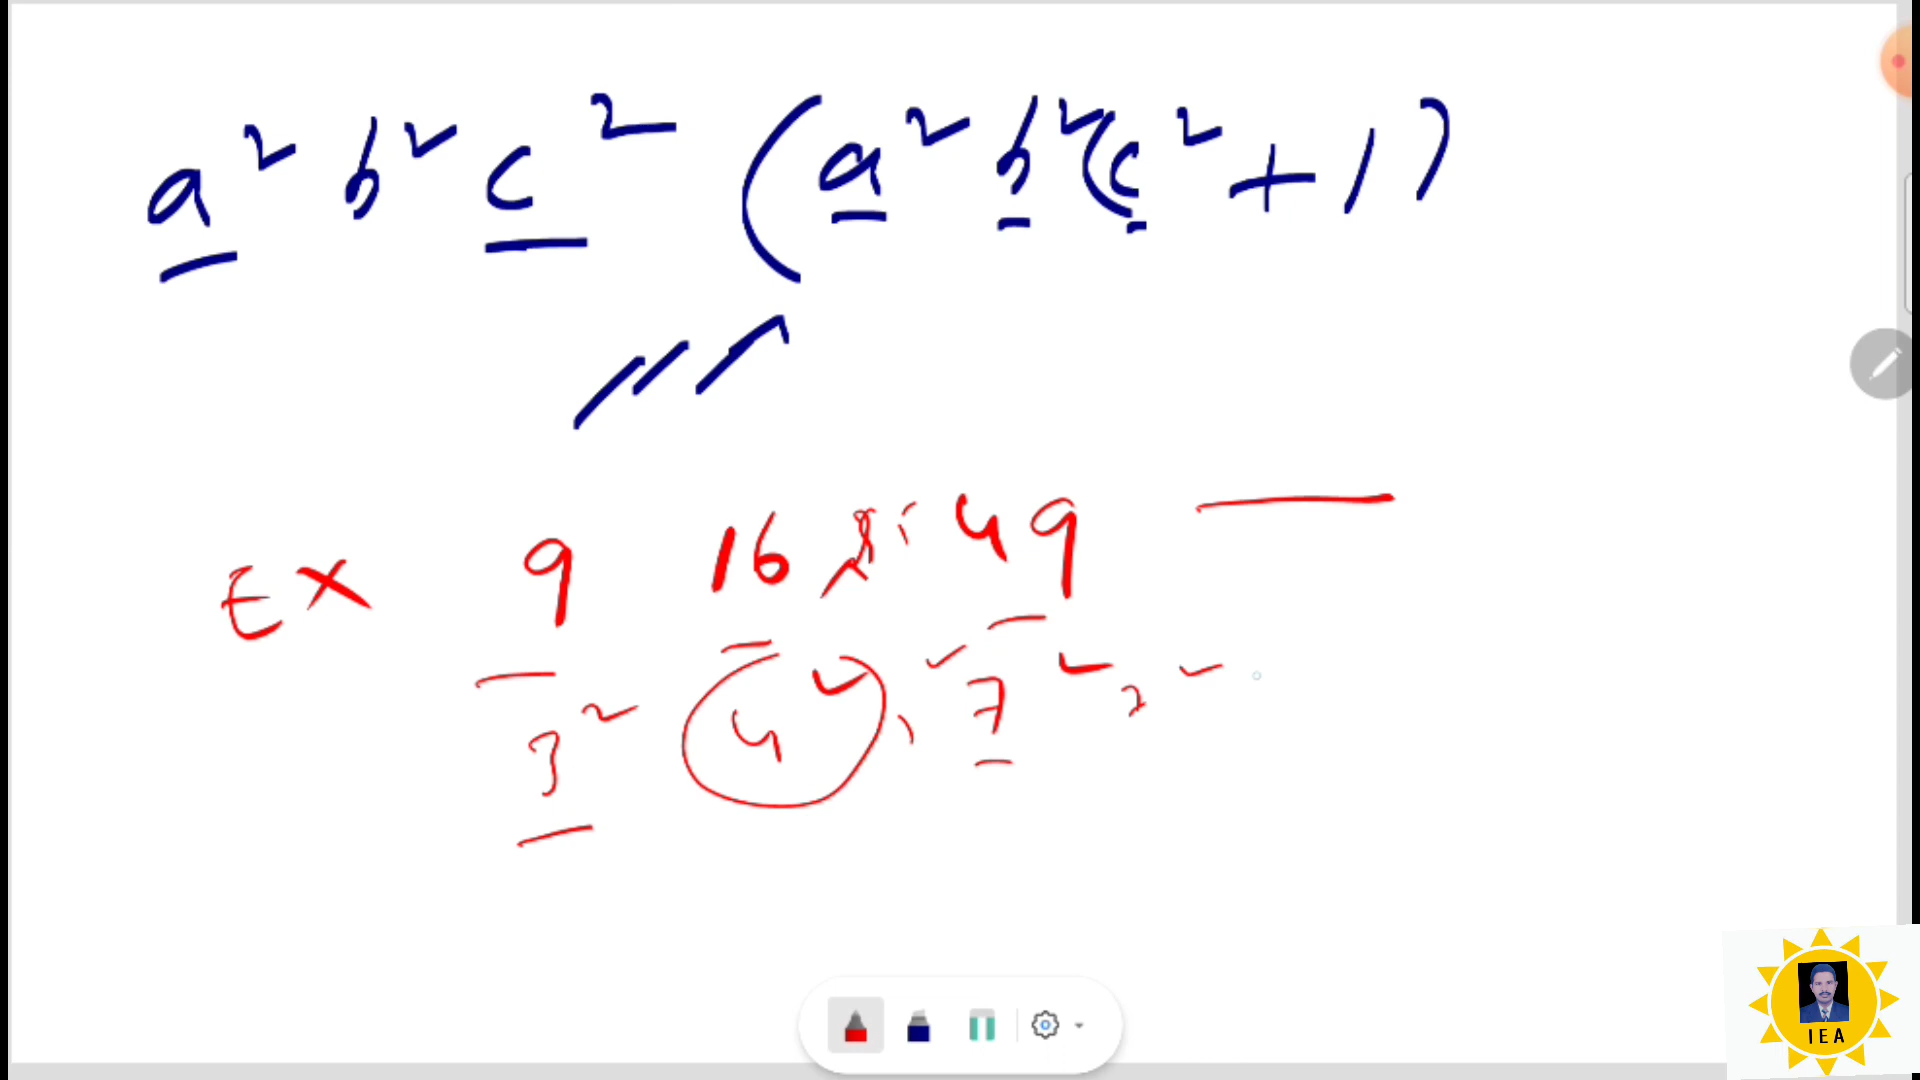 a² b² c² (a² b² (c² + 1)
Ex 9 16 , 49
3² 4² , 7² ,
IEA